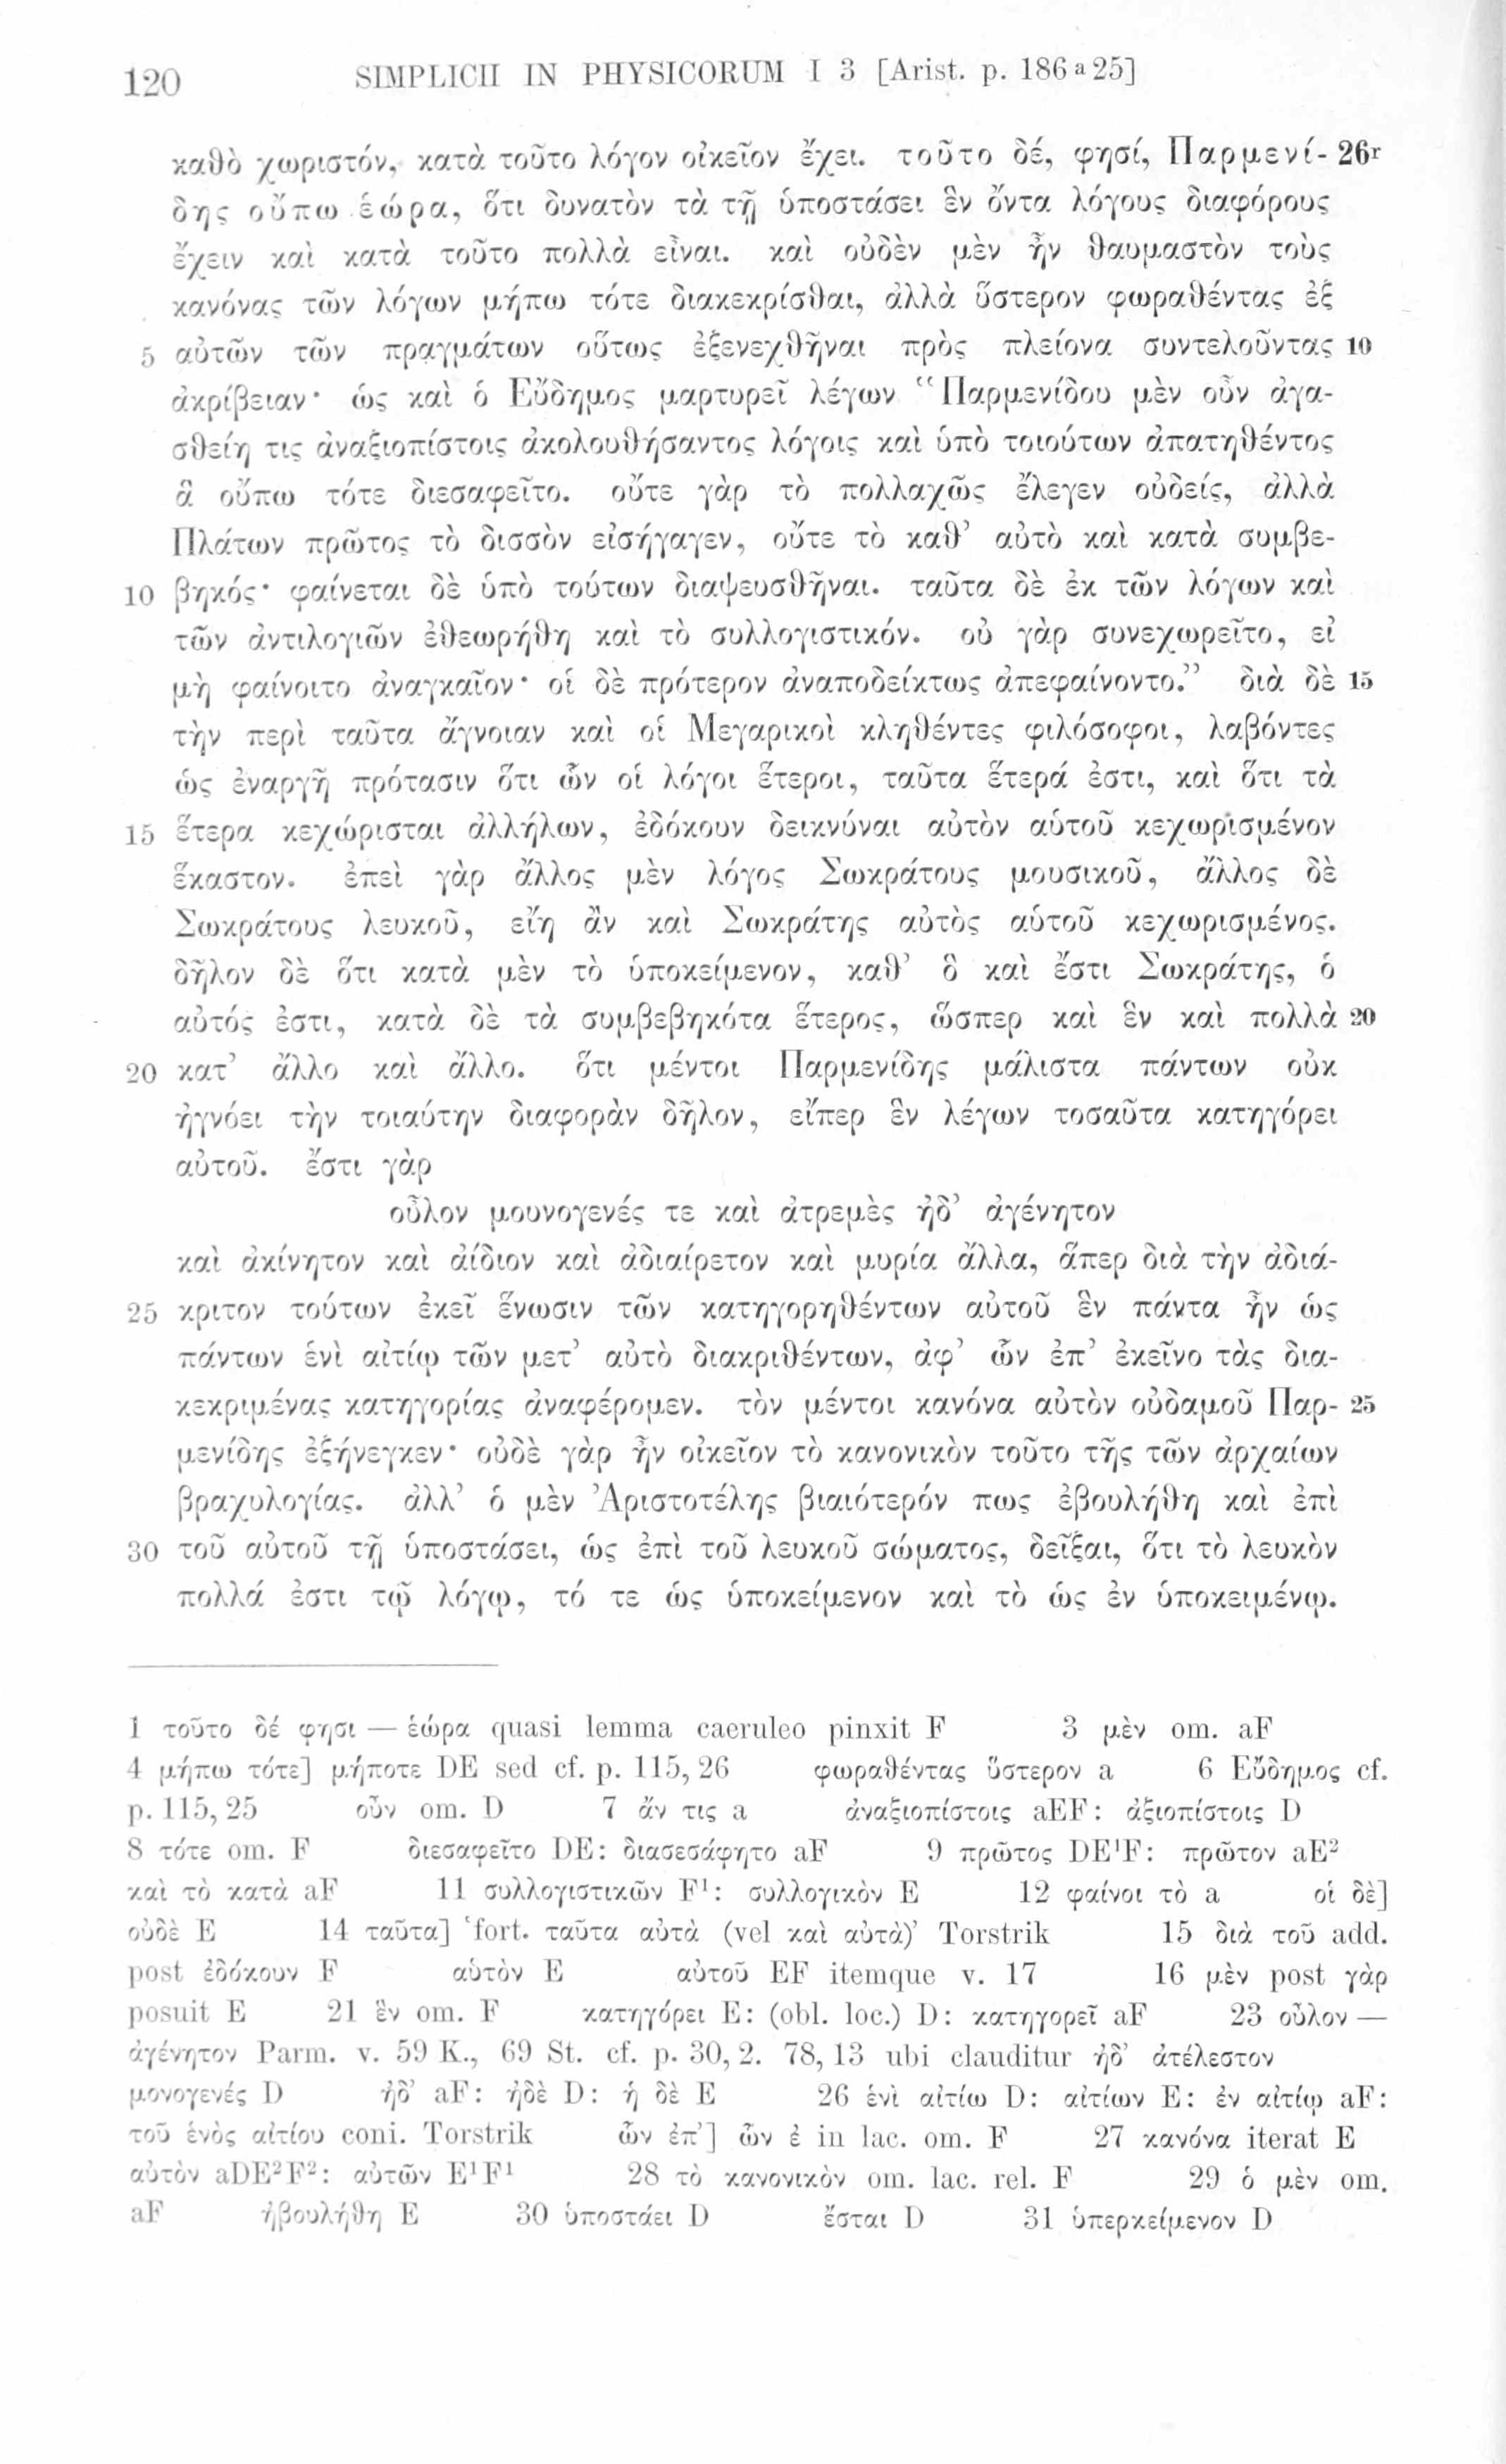 120 SIMPLICII IN PHYSICORUM I 3 [Arist. p. 186 a 25]
καθὸ χωριστόν, κατὰ τοῦτο λόγον οἰκεῖον ἔχει. τοῦτο δέ, φησί, Παρμενί- 26r
δης οὔπω ἑώρα, ὅτι δυνατὸν τὰ τῇ ὑποστάσει ἓν ὄντα λόγους διαφόρους
ἔχειν καὶ κατὰ τοῦτο πολλὰ εἶναι. καὶ οὐδὲν μὲν ἦν θαυμαστὸν τοὺς
κανόνας τῶν λόγων μήπω τότε διακεκρίσθαι, ἀλλὰ ὕστερον φωραθέντας ἐξ
5 αὐτῶν τῶν πραγμάτων οὕτως ἐξενεχθῆναι πρὸς πλείονα συντελοῦντας 10
ἀκρίβειαν· ὡς καὶ ὁ Εὔδημος μαρτυρεῖ λέγων “Παρμενίδου μὲν οὖν ἀγα-
σθείη τις ἀναξιοπίστοις ἀκολουθήσαντος λόγοις καὶ ὑπὸ τοιούτων ἀπατηθέντος
ἃ οὔπω τότε διεσαφεῖτο. οὔτε γὰρ τὸ πολλαχῶς ἔλεγεν οὐδείς, ἀλλὰ
Πλάτων πρῶτος τὸ δισσὸν εἰσήγαγεν, οὔτε τὸ καθ’ αὑτὸ καὶ κατὰ συμβε-
10 βηκός· φαίνεται δὲ ὑπὸ τούτων διαψευσθῆναι. ταῦτα δὲ ἐκ τῶν λόγων καὶ
τῶν ἀντιλογιῶν ἐθεωρήθη καὶ τὸ συλλογιστικόν. οὐ γὰρ συνεχωρεῖτο, εἰ
μὴ φαίνοιτο ἀναγκαῖον· οἱ δὲ πρότερον ἀναποδείκτως ἀπεφαίνοντο.” διὰ δὲ 15
τὴν περὶ ταῦτα ἄγνοιαν καὶ οἱ Μεγαρικοὶ κληθέντες φιλόσοφοι, λαβόντες
ὡς ἐναργῆ πρότασιν ὅτι ὧν οἱ λόγοι ἕτεροι, ταῦτα ἕτερά ἐστι, καὶ ὅτι τὰ
15 ἕτερα κεχώρισται ἀλλήλων, ἐδόκουν δεικνύναι αὐτὸν αὑτοῦ κεχωρισμένον
ἕκαστον. ἐπεὶ γὰρ ἄλλος μὲν λόγος Σωκράτους μουσικοῦ, ἄλλος δὲ
Σωκράτους λευκοῦ, εἴη ἂν καὶ Σωκράτης αὐτὸς αὑτοῦ κεχωρισμένος.
δῆλον δὲ ὅτι κατὰ μὲν τὸ ὑποκείμενον, καθ’ ὃ καὶ ἔστι Σωκράτης, ὁ
αὐτός ἐστι, κατὰ δὲ τὰ συμβεβηκότα ἕτερος, ὥσπερ καὶ ἓν καὶ πολλὰ 20
20 κατ’ ἄλλο καὶ ἄλλο. ὅτι μέντοι Παρμενίδης μάλιστα πάντων οὐκ
ἠγνόει τὴν τοιαύτην διαφορὰν δῆλον, εἴπερ ἓν λέγων τοσαῦτα κατηγόρει
αὐτοῦ. ἔστι γὰρ
οὖλον μουνογενές τε καὶ ἀτρεμὲς ἠδ’ ἀγένητον
καὶ ἀκίνητον καὶ ἀίδιον καὶ ἀδιαίρετον καὶ μυρία ἄλλα, ἅπερ διὰ τὴν ἀδιά-
25 κριτον τούτων ἐκεῖ ἕνωσιν τῶν κατηγορηθέντων αὐτοῦ ἓν πάντα ἦν ὡς
πάντων ἑνὶ αἰτίῳ τῶν μετ’ αὐτὸ διακριθέντων, ἀφ’ ὧν ἐπ’ ἐκεῖνο τὰς δια-
κεκριμένας κατηγορίας ἀναφέρομεν. τὸν μέντοι κανόνα αὐτὸν οὐδαμοῦ Παρ- 25
μενίδης ἐξήνεγκεν· οὐδὲ γὰρ ἦν οἰκεῖον τὸ κανονικὸν τοῦτο τῆς τῶν ἀρχαίων
βραχυλογίας. ἀλλ’ ὁ μὲν Ἀριστοτέλης βιαιότερόν πως ἐβουλήθη καὶ ἐπὶ
30 τοῦ αὐτοῦ τῇ ὑποστάσει, ὡς ἐπὶ τοῦ λευκοῦ σώματος, δεῖξαι, ὅτι τὸ λευκὸν
πολλά ἐστι τῷ λόγῳ, τό τε ὡς ὑποκείμενον καὶ τὸ ὡς ἐν ὑποκειμένῳ.
1 τοῦτο δέ φησι — ἑώρα quasi lemma caeruleo pinxit F 3 μὲν om. aF
4 μήπω τότε] μήποτε DE sed cf. p. 115, 26 φωραθέντας ὕστερον a 6 Εὔδημος cf.
p. 115, 25 οὖν om. D 7 ἄν τις a ἀναξιοπίστοις aEF: ἀξιοπίστοις D
8 τότε om. F διεσαφεῖτο DE: διασεσάφητο aF 9 πρῶτος DE¹F: πρῶτον aE²
καὶ τὸ κατὰ aF 11 συλλογιστικῶν F¹: συλλογικὸν E 12 φαίνοι τὸ a οἱ δὲ]
οὐδὲ E 14 ταῦτα] ‘fort. ταῦτα αὐτὰ (vel καὶ αὐτὰ)’ Torstrik 15 διὰ τοῦ add.
post ἐδόκουν F αὑτὸν E αὐτοῦ EF itemque v. 17 16 μὲν post γὰρ
posuit E 21 ἓν om. F κατηγόρει E: (obl. loc.) D: κατηγορεῖ aF 23 οὖλον —
ἀγένητον Parm. v. 59 K., 69 St. cf. p. 30, 2. 78, 13 ubi clauditur ἠδ’ ἀτέλεστον
μονογενές D ἠδ’ aF: ἠδὲ D: ἡ δὲ E 26 ἑνὶ αἰτίω D: αἰτίων E: ἐν αἰτίῳ aF:
τοῦ ἑνὸς αἰτίου coni. Torstrik ὧν ἐπ’] ὧν ἐ in lac. om. F 27 κανόνα iterat E
αὐτὸν aDE²F²: αὐτῶν E¹F¹ 28 τὸ κανονικὸν om. lac. rel. F 29 ὁ μὲν om.
aF ἠβουλήθη E 30 ὑποστάει D ἔσται D 31 ὑπερκείμενον D